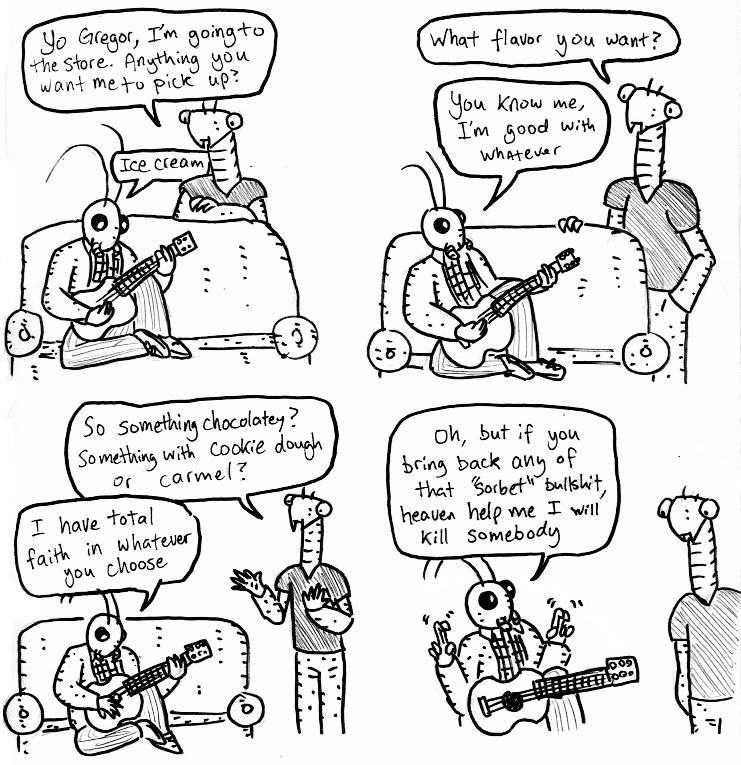 Yo Gregor, I'm going to
the store. Anything you
want me to pick up?
Ice cream
What flavor you want?
You know me,
I'm good with
whatever
So something chocolatey?
Something with cookie dough
or carmel?
I have total
faith in whatever
you choose
Oh, but if you
bring back any of
that "sorbet" bullshit,
heaven help me I will
kill somebody